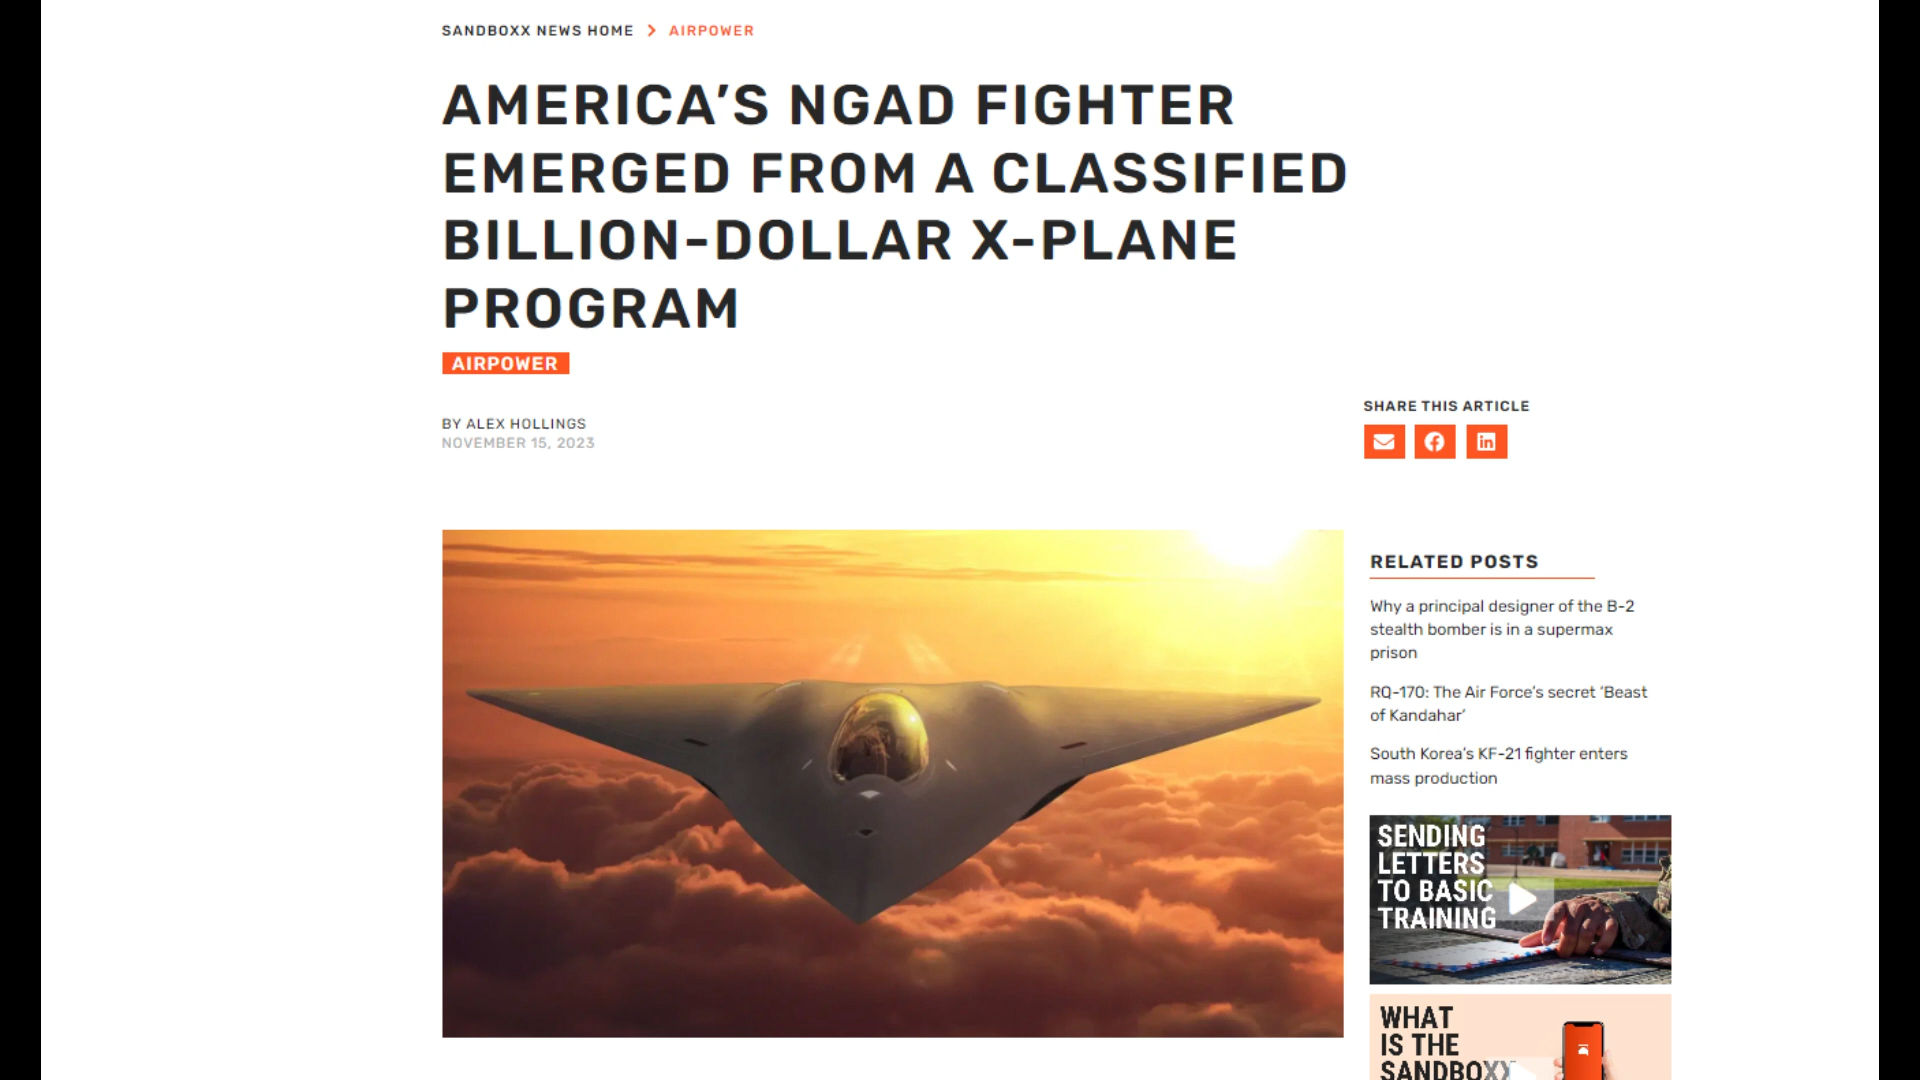 SANDBOXX NEWS HOME > AIRPOWER
AMERICA'S NGAD FIGHTER
EMERGED FROM A CLASSIFIED
BILLION-DOLLAR X-PLANE
PROGRAM
AIRPOWER
BY ALEX HOLLINGS
NOVEMBER 15, 2023
SHARE THIS ARTICLE
RELATED POSTS
Why a principal designer of the B-2
stealth bomber is in a supermax
prison
RQ-170: The Air Force's secret 'Beast
of Kandahar'
South Korea's KF-21 fighter enters
mass production
SENDING
LETTERS
TO BASIC
TRAINING
WHAT
IS THE
SANDBOXX